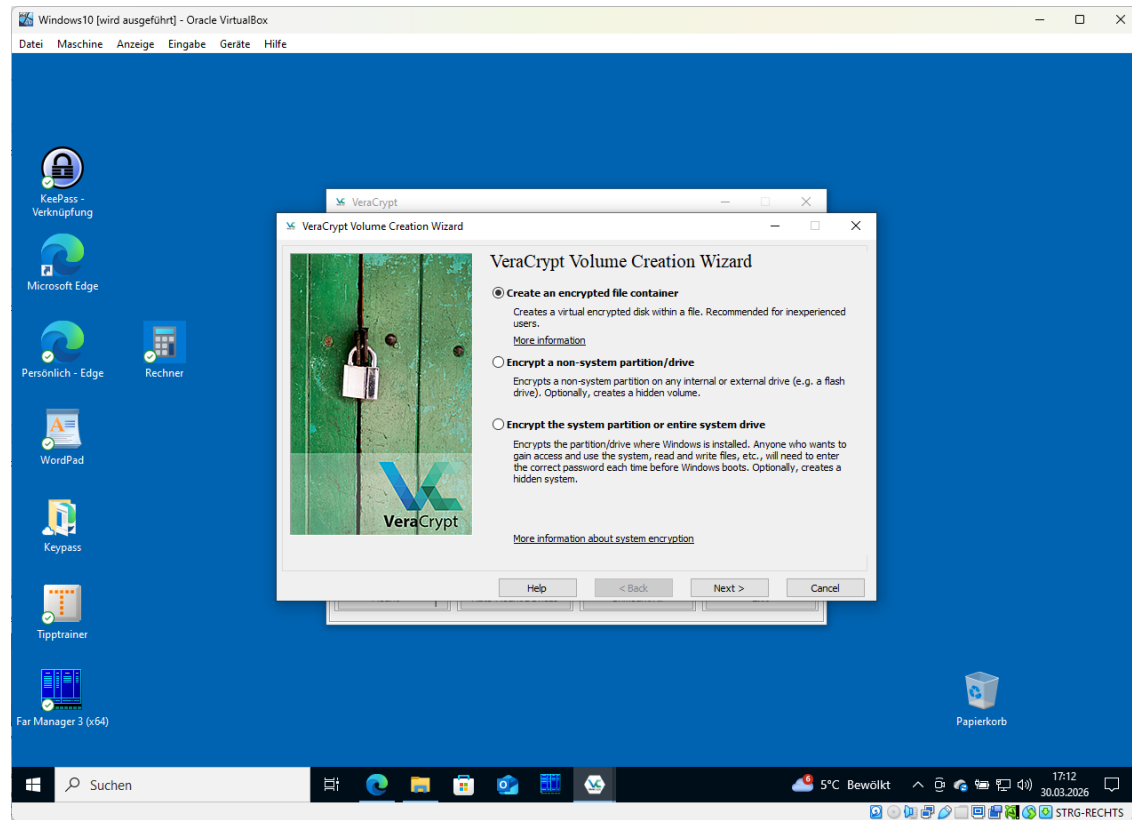 Windows10 [wird ausgeführt] - Oracle VirtualBox
Datei Maschine Anzeige Eingabe Geräte Hilfe
KeePass -
Verknüpfung
Microsoft Edge
Persönlich - Edge
Rechner
WordPad
Keypass
Tipptrainer
Far Manager 3 (x64)
VeraCrypt
VeraCrypt Volume Creation Wizard
VeraCrypt
VeraCrypt Volume Creation Wizard
Create an encrypted file container
Creates a virtual encrypted disk within a file. Recommended for inexperienced
users.
More information
Encrypt a non-system partition/drive
Encrypts a non-system partition on any internal or external drive (e.g. a flash
drive). Optionally, creates a hidden volume.
Encrypt the system partition or entire system drive
Encrypts the partition/drive where Windows is installed. Anyone who wants to
gain access and use the system, read and write files, etc., will need to enter
the correct password each time before Windows boots. Optionally, creates a
hidden system.
More information about system encryption
Help < Back Next > Cancel
Papierkorb
Suchen
6
5°C Bewölkt
17:12
30.03.2026
STRG-RECHTS